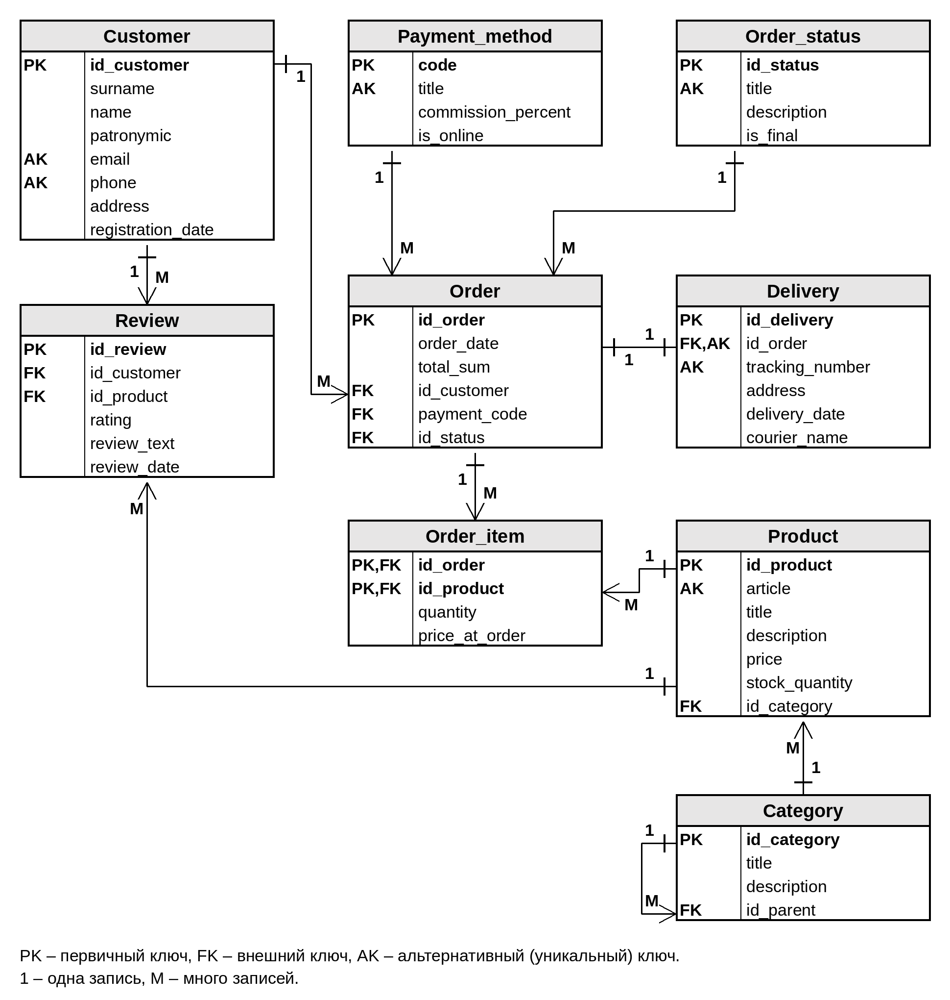 Customer
PK id_customer
surname
name
patronymic
AK email
AK phone
address
registration_date
1
M
1
M
Payment_method
PK code
AK title
commission_percent
is_online
1
M
Order_status
PK id_status
AK title
description
is_final
1
M
Review
PK id_review
FK id_customer
FK id_product
rating
review_text
review_date
M
Order
PK id_order
order_date
total_sum
FK id_customer
FK payment_code
FK id_status
1
1
1
M
Delivery
PK id_delivery
FK,AK id_order
AK tracking_number
address
delivery_date
courier_name
Order_item
PK,FK id_order
PK,FK id_product
quantity
price_at_order
1
M
1
Product
PK id_product
AK article
title
description
price
stock_quantity
FK id_category
M
1
Category
PK id_category
title
description
FK id_parent
1
M
PK – первичный ключ, FK – внешний ключ, AK – альтернативный (уникальный) ключ.
1 – одна запись, M – много записей.